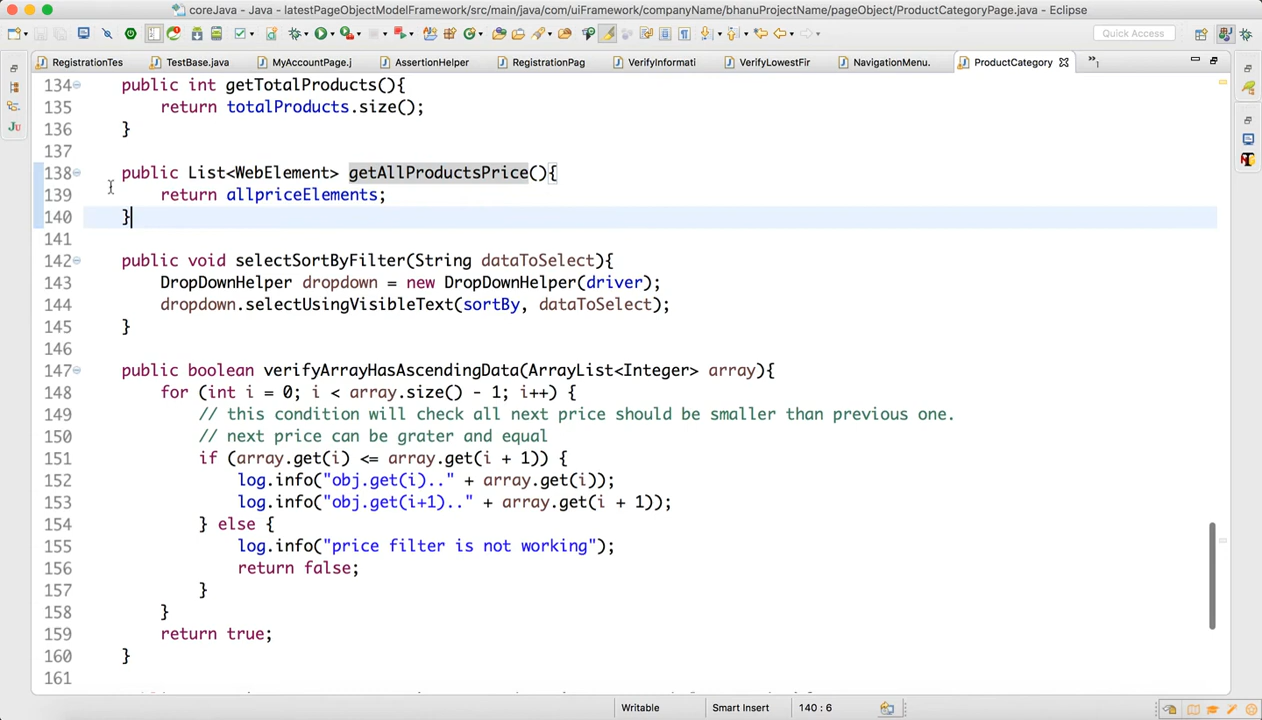 coreJava - Java - latestPageObjectModelFramework/src/main/java/com/uiFramework/companyName/bhanuProjectName/pageObject/ProductCategoryPage.java - Eclipse
Quick Access
RegistrationTes TestBase.java MyAccountPage.j AssertionHelper RegistrationPag VerifyInformati VerifyLowestFir NavigationMenu. ProductCategory »1
134 public int getTotalProducts(){
135 return totalProducts.size();
136 }
137
138 public List<WebElement> getAllProductsPrice(){
139 return allpriceElements;
140 }
141
142 public void selectSortByFilter(String dataToSelect){
143 DropDownHelper dropdown = new DropDownHelper(driver);
144 dropdown.selectUsingVisibleText(sortBy, dataToSelect);
145 }
146
147 public boolean verifyArrayHasAscendingData(ArrayList<Integer> array){
148 for (int i = 0; i < array.size() - 1; i++) {
149 // this condition will check all next price should be smaller than previous one.
150 // next price can be grater and equal
151 if (array.get(i) <= array.get(i + 1)) {
152 log.info("obj.get(i).." + array.get(i));
153 log.info("obj.get(i+1).." + array.get(i + 1));
154 } else {
155 log.info("price filter is not working");
156 return false;
157 }
158 }
159 return true;
160 }
161
Writable Smart Insert 140 : 6